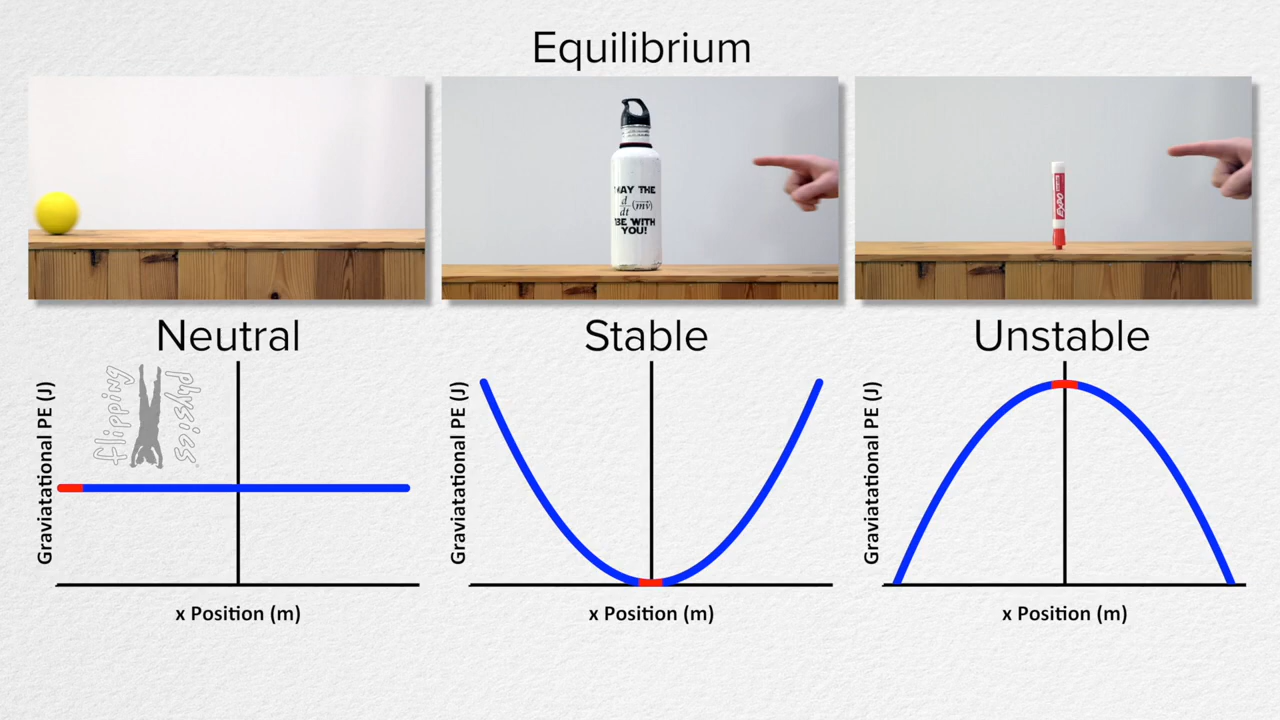 Equilibrium
MAY THE
d/dt (mv)
BE WITH
YOU!
EXPO
Neutral
Stable
Unstable
flipping
physics
Graviatational PE (J)
x Position (m)
Graviatational PE (J)
x Position (m)
Graviatational PE (J)
x Position (m)